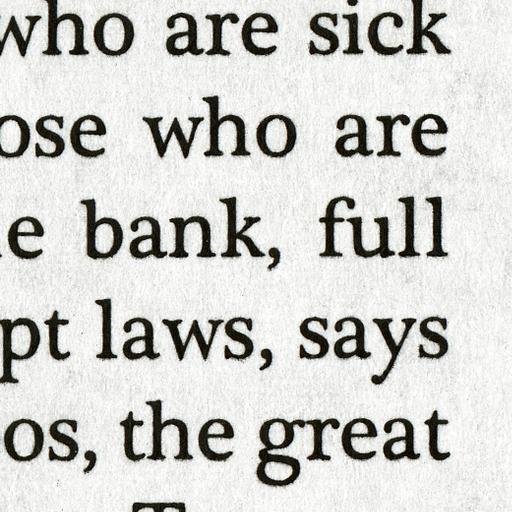 who are sick
ose who are
e bank, full
pt laws, says
os, the great